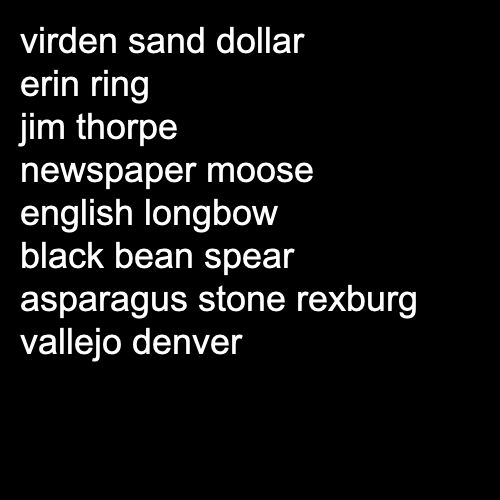 virden sand dollar
erin ring
jim thorpe
newspaper moose
english longbow
black bean spear
asparagus stone rexburg
vallejo denver